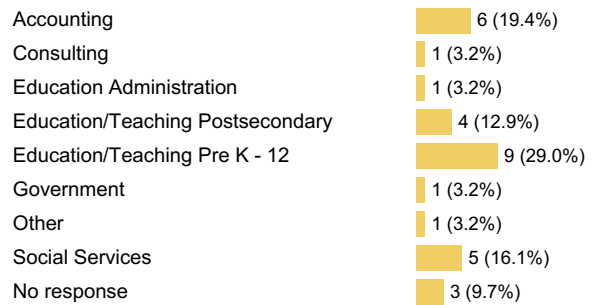 Accounting 6 (19.4%)
Consulting 1 (3.2%)
Education Administration 1 (3.2%)
Education/Teaching Postsecondary 4 (12.9%)
Education/Teaching Pre K - 12 9 (29.0%)
Government 1 (3.2%)
Other 1 (3.2%)
Social Services 5 (16.1%)
No response 3 (9.7%)